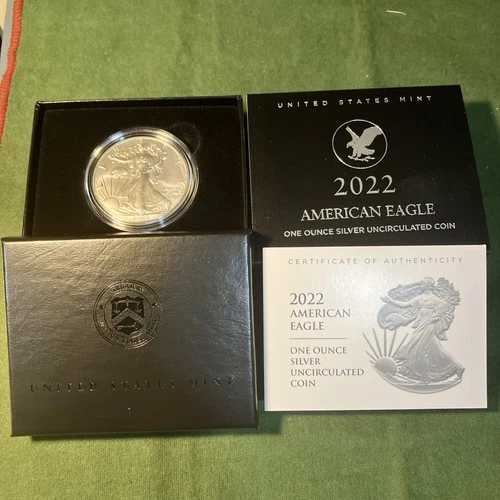 UNITED STATES MINT
2022
AMERICAN EAGLE
ONE OUNCE SILVER UNCIRCULATED COIN
CERTIFICATE OF AUTHENTICITY
2022
AMERICAN
EAGLE
ONE OUNCE
SILVER
UNCIRCULATED
COIN
UNITED STATES MINT